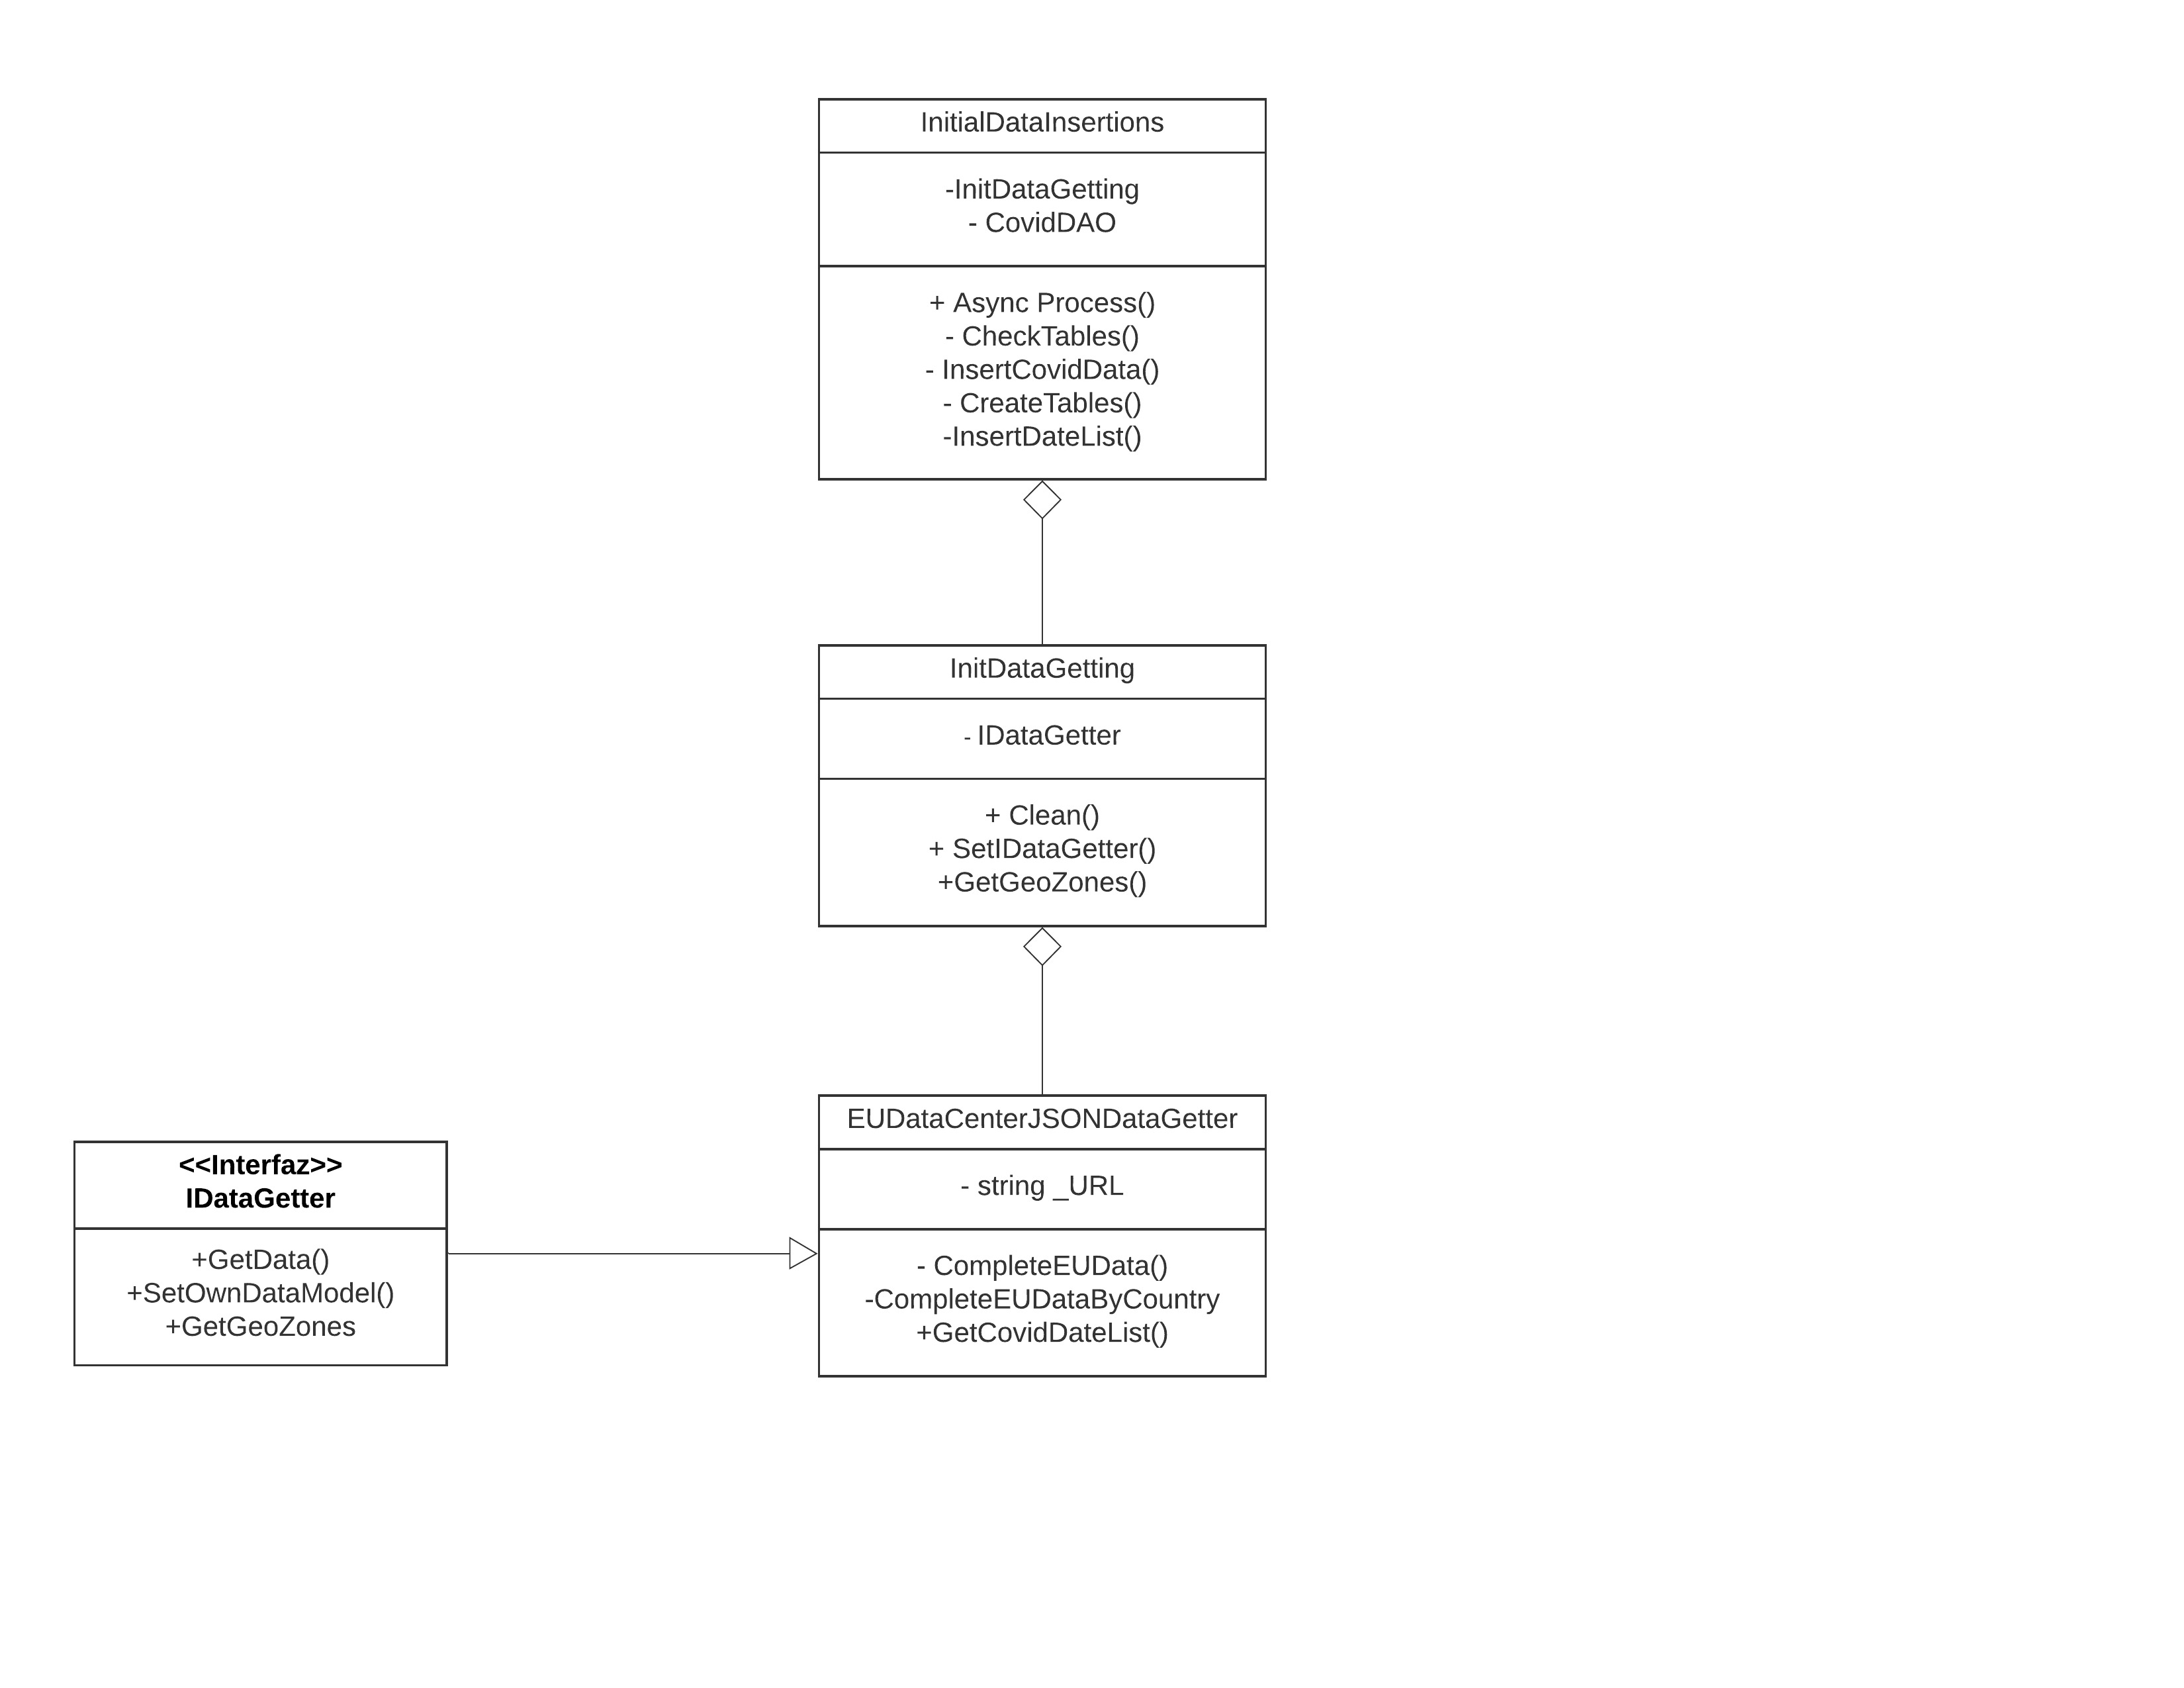 InitialDataInsertions
-InitDataGetting
- CovidDAO
+ Async Process()
- CheckTables()
- InsertCovidData()
- CreateTables()
-InsertDateList()
InitDataGetting
- IDataGetter
+ Clean()
+ SetIDataGetter()
+GetGeoZones()
<<Interfaz>>
IDataGetter
+GetData()
+SetOwnDataModel()
+GetGeoZones
EUDataCenterJSONDataGetter
- string _URL
- CompleteEUData()
-CompleteEUDataByCountry
+GetCovidDateList()